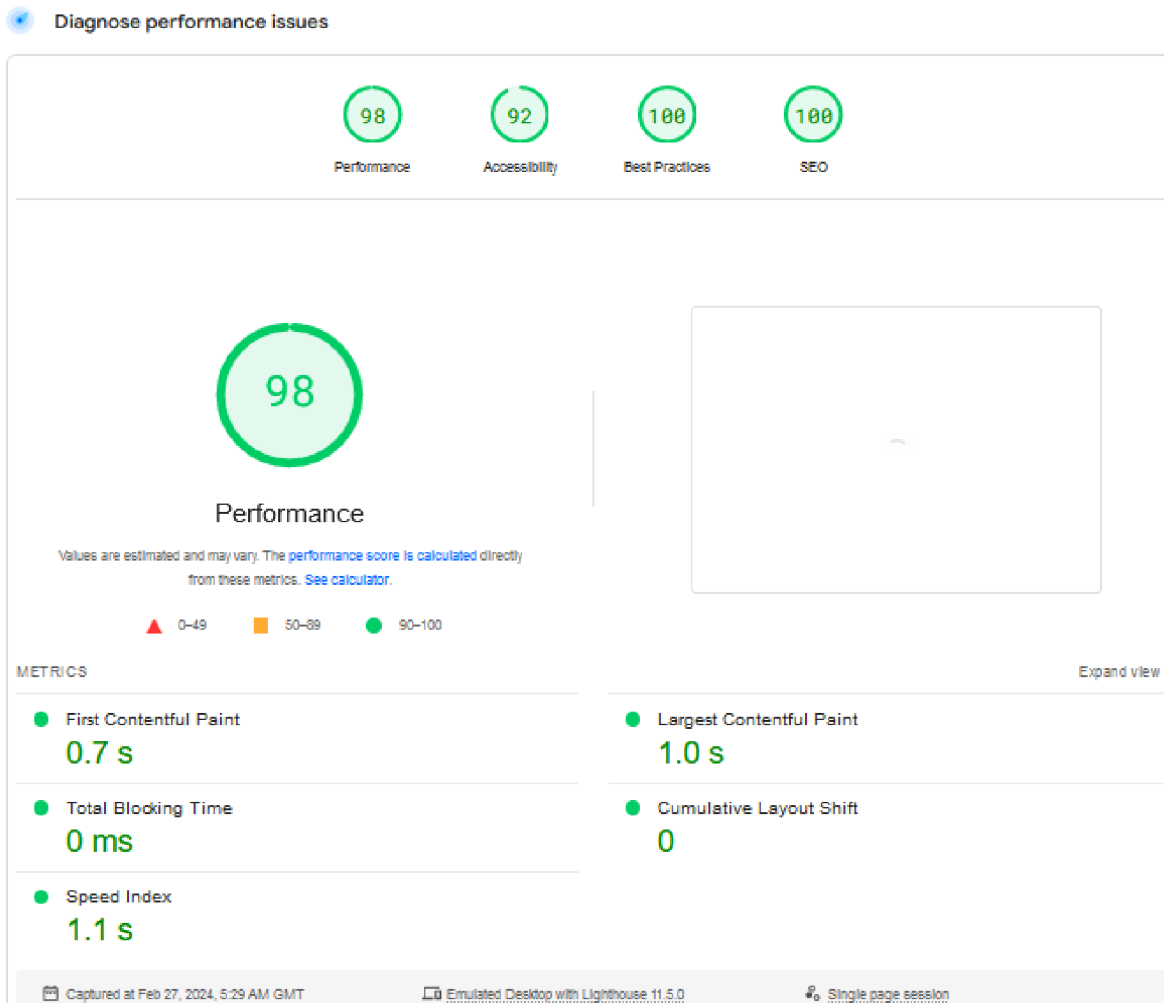 Diagnose performance issues
98
92
100
100
Performance
Accessibility
Best Practices
SEO
98
Performance
Values are estimated and may vary. The performance score is calculated directly
from these metrics. See calculator.
0–49
50–89
90–100
METRICS
Expand view
First Contentful Paint
0.7 s
Largest Contentful Paint
1.0 s
Total Blocking Time
0 ms
Cumulative Layout Shift
0
Speed Index
1.1 s
Captured at Feb 27, 2024, 5:29 AM GMT
Emulated Desktop with Lighthouse 11.5.0
Single page session